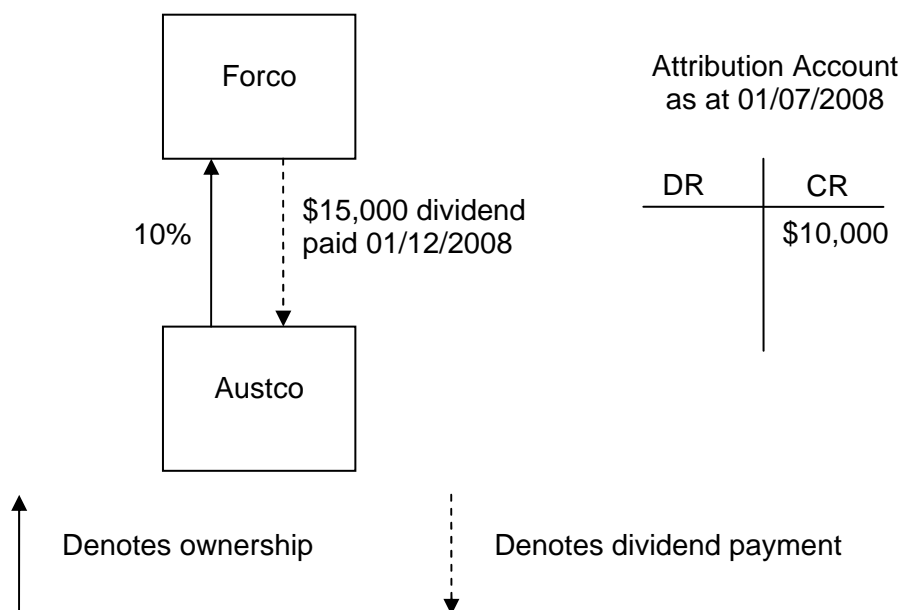 Forco
Attribution Account
as at 01/07/2008
DR CR
$10,000
10%
$15,000 dividend
paid 01/12/2008
Austco
Denotes ownership
Denotes dividend payment